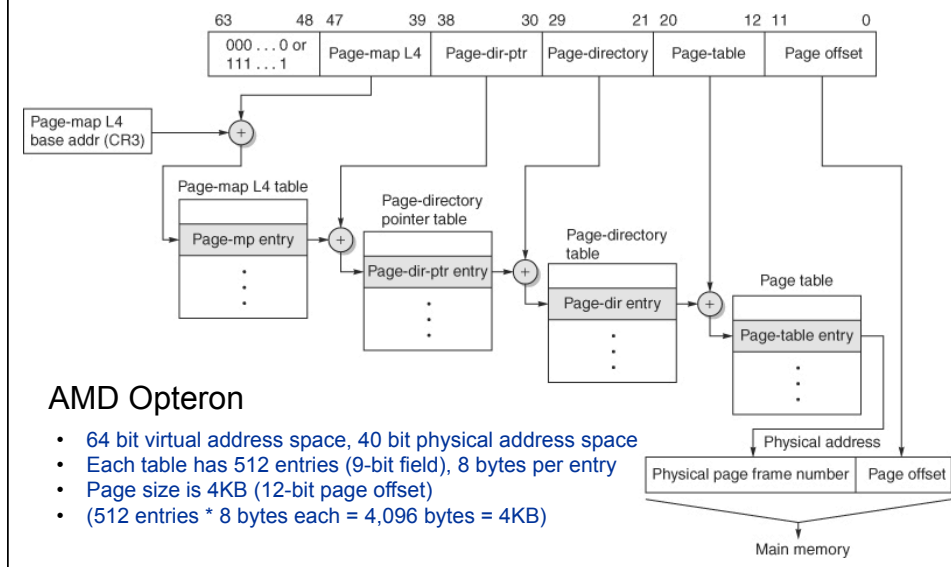 63 48 47 39 38 30 29 21 20 12 11 0
000 . . . 0 or
111 . . . 1
Page-map L4
Page-dir-ptr
Page-directory
Page-table
Page offset
Page-map L4
base addr (CR3)
+
Page-map L4 table
Page-mp entry
+
Page-directory
pointer table
Page-dir-ptr entry
+
Page-directory
table
Page-dir entry
+
Page table
Page-table entry
AMD Opteron
• 64 bit virtual address space, 40 bit physical address space
• Each table has 512 entries (9-bit field), 8 bytes per entry
• Page size is 4KB (12-bit page offset)
• (512 entries * 8 bytes each = 4,096 bytes = 4KB)
Physical address
Physical page frame number
Page offset
Main memory